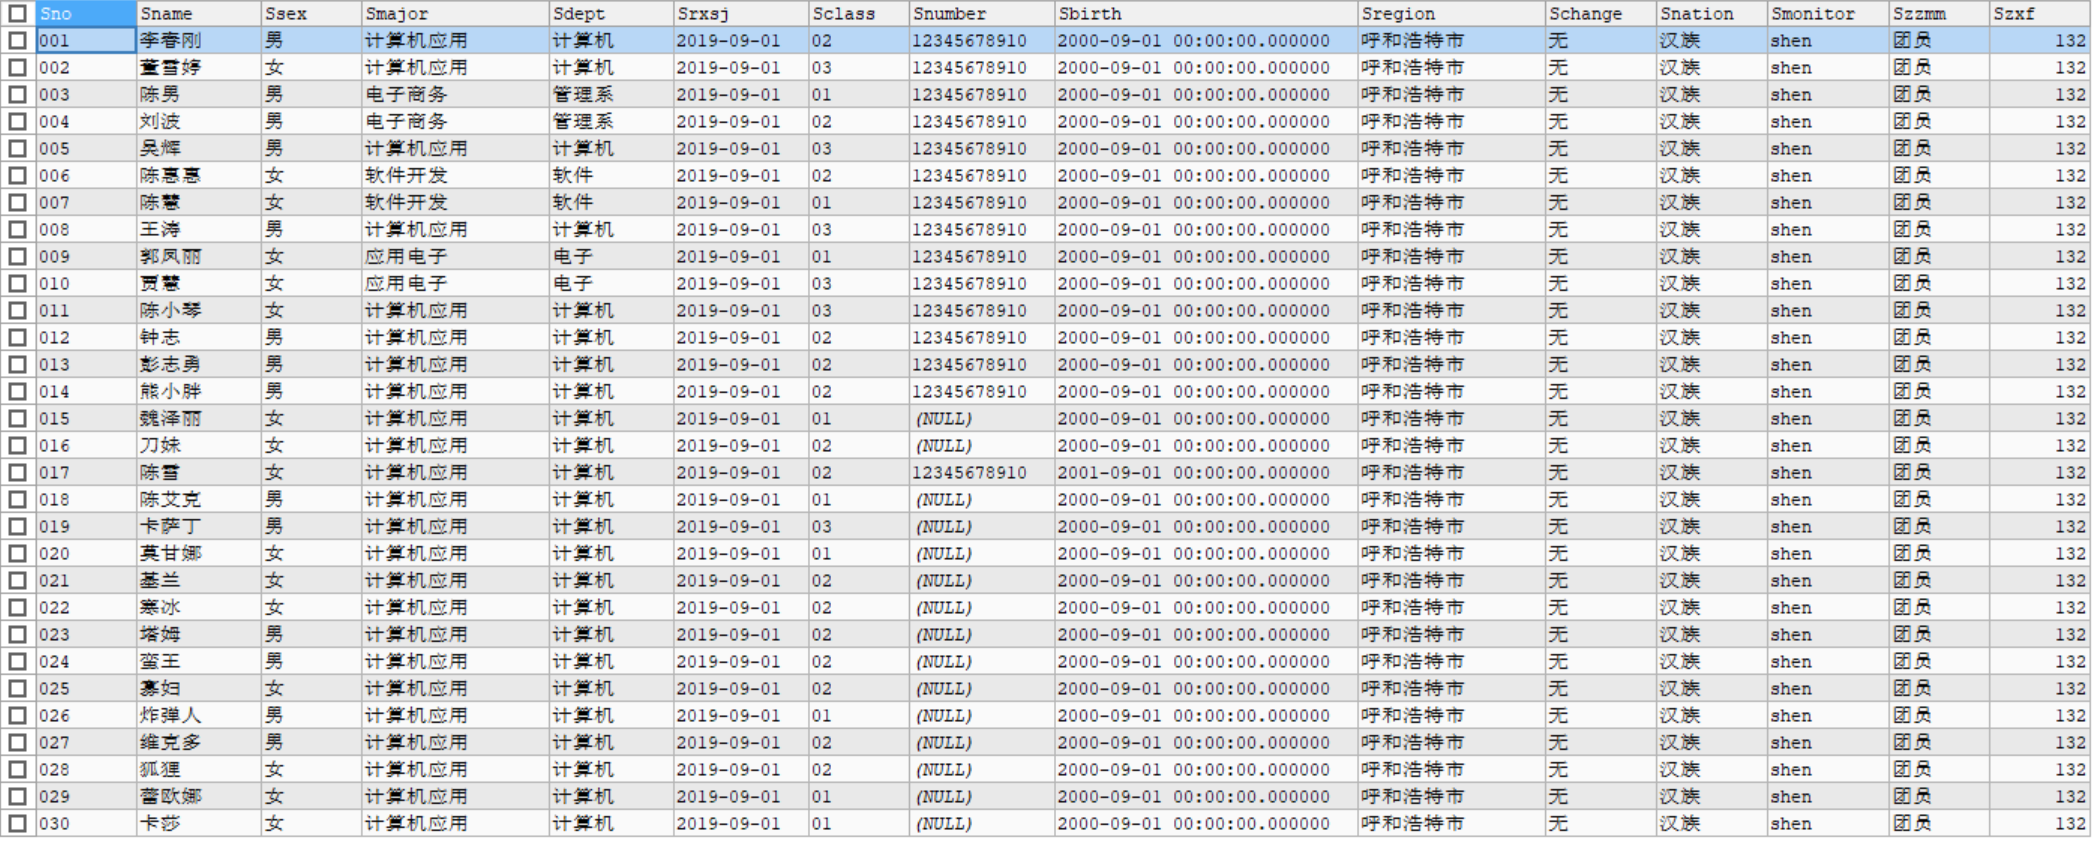 Sno Sname Ssex Smajor Sdept Srxsj Sclass Snumber Sbirth Sregion Schange Snation Smonitor Szzmm Szxf
001 李春刚 男 计算机应用 计算机 2019-09-01 02 12345678910 2000-09-01 00:00:00.000000 呼和浩特市 无 汉族 shen 团员 132
002 董雪婷 女 计算机应用 计算机 2019-09-01 03 12345678910 2000-09-01 00:00:00.000000 呼和浩特市 无 汉族 shen 团员 132
003 陈男 男 电子商务 管理系 2019-09-01 01 12345678910 2000-09-01 00:00:00.000000 呼和浩特市 无 汉族 shen 团员 132
004 刘波 男 电子商务 管理系 2019-09-01 02 12345678910 2000-09-01 00:00:00.000000 呼和浩特市 无 汉族 shen 团员 132
005 吴辉 男 计算机应用 计算机 2019-09-01 03 12345678910 2000-09-01 00:00:00.000000 呼和浩特市 无 汉族 shen 团员 132
006 陈惠惠 女 软件开发 软件 2019-09-01 02 12345678910 2000-09-01 00:00:00.000000 呼和浩特市 无 汉族 shen 团员 132
007 陈慧 女 软件开发 软件 2019-09-01 01 12345678910 2000-09-01 00:00:00.000000 呼和浩特市 无 汉族 shen 团员 132
008 王涛 男 计算机应用 计算机 2019-09-01 03 12345678910 2000-09-01 00:00:00.000000 呼和浩特市 无 汉族 shen 团员 132
009 郭凤丽 女 应用电子 电子 2019-09-01 01 12345678910 2000-09-01 00:00:00.000000 呼和浩特市 无 汉族 shen 团员 132
010 贾慧 女 应用电子 电子 2019-09-01 03 12345678910 2000-09-01 00:00:00.000000 呼和浩特市 无 汉族 shen 团员 132
011 陈小琴 女 计算机应用 计算机 2019-09-01 03 12345678910 2000-09-01 00:00:00.000000 呼和浩特市 无 汉族 shen 团员 132
012 钟志 男 计算机应用 计算机 2019-09-01 02 12345678910 2000-09-01 00:00:00.000000 呼和浩特市 无 汉族 shen 团员 132
013 彭志勇 男 计算机应用 计算机 2019-09-01 02 12345678910 2000-09-01 00:00:00.000000 呼和浩特市 无 汉族 shen 团员 132
014 熊小胖 男 计算机应用 计算机 2019-09-01 02 12345678910 2000-09-01 00:00:00.000000 呼和浩特市 无 汉族 shen 团员 132
015 魏泽丽 女 计算机应用 计算机 2019-09-01 01 (NULL) 2000-09-01 00:00:00.000000 呼和浩特市 无 汉族 shen 团员 132
016 刀妹 女 计算机应用 计算机 2019-09-01 02 (NULL) 2000-09-01 00:00:00.000000 呼和浩特市 无 汉族 shen 团员 132
017 陈雪 女 计算机应用 计算机 2019-09-01 02 12345678910 2001-09-01 00:00:00.000000 呼和浩特市 无 汉族 shen 团员 132
018 陈艾克 男 计算机应用 计算机 2019-09-01 01 (NULL) 2000-09-01 00:00:00.000000 呼和浩特市 无 汉族 shen 团员 132
019 卡萨丁 男 计算机应用 计算机 2019-09-01 03 (NULL) 2000-09-01 00:00:00.000000 呼和浩特市 无 汉族 shen 团员 132
020 莫甘娜 女 计算机应用 计算机 2019-09-01 01 (NULL) 2000-09-01 00:00:00.000000 呼和浩特市 无 汉族 shen 团员 132
021 基兰 女 计算机应用 计算机 2019-09-01 02 (NULL) 2000-09-01 00:00:00.000000 呼和浩特市 无 汉族 shen 团员 132
022 寒冰 女 计算机应用 计算机 2019-09-01 02 (NULL) 2000-09-01 00:00:00.000000 呼和浩特市 无 汉族 shen 团员 132
023 塔姆 男 计算机应用 计算机 2019-09-01 02 (NULL) 2000-09-01 00:00:00.000000 呼和浩特市 无 汉族 shen 团员 132
024 蛮王 男 计算机应用 计算机 2019-09-01 02 (NULL) 2000-09-01 00:00:00.000000 呼和浩特市 无 汉族 shen 团员 132
025 寡妇 女 计算机应用 计算机 2019-09-01 02 (NULL) 2000-09-01 00:00:00.000000 呼和浩特市 无 汉族 shen 团员 132
026 炸弹人 男 计算机应用 计算机 2019-09-01 01 (NULL) 2000-09-01 00:00:00.000000 呼和浩特市 无 汉族 shen 团员 132
027 维克多 男 计算机应用 计算机 2019-09-01 02 (NULL) 2000-09-01 00:00:00.000000 呼和浩特市 无 汉族 shen 团员 132
028 狐狸 女 计算机应用 计算机 2019-09-01 02 (NULL) 2000-09-01 00:00:00.000000 呼和浩特市 无 汉族 shen 团员 132
029 蕾欧娜 女 计算机应用 计算机 2019-09-01 01 (NULL) 2000-09-01 00:00:00.000000 呼和浩特市 无 汉族 shen 团员 132
030 卡莎 女 计算机应用 计算机 2019-09-01 01 (NULL) 2000-09-01 00:00:00.000000 呼和浩特市 无 汉族 shen 团员 132